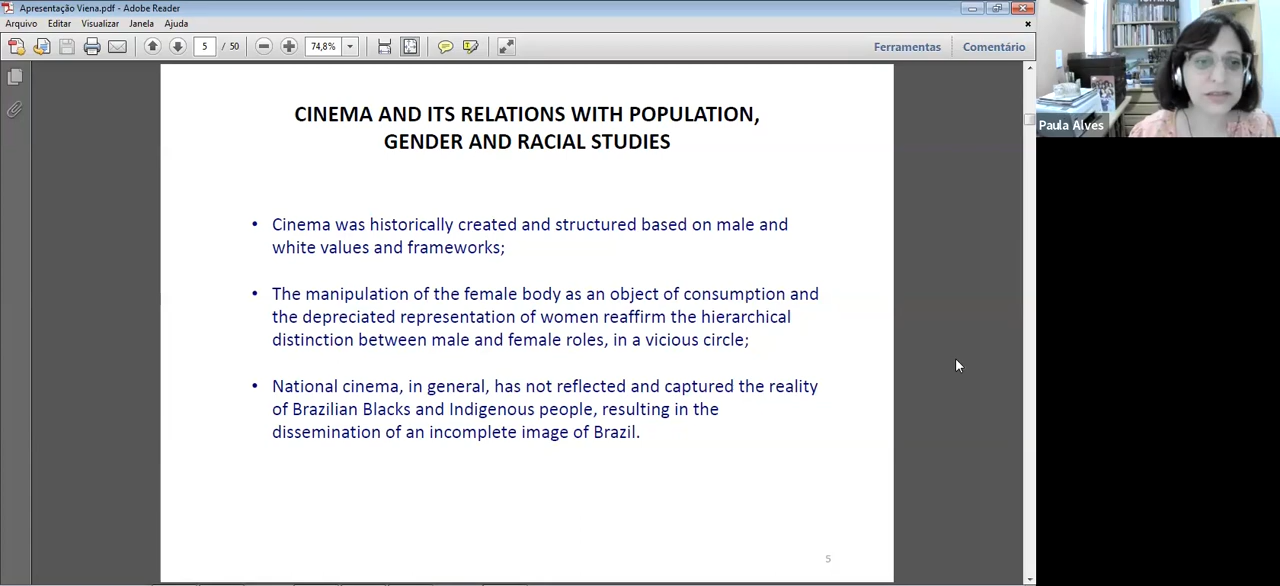 Apresentação Viena.pdf - Adobe Reader
Arquivo Editar Visualizar Janela Ajuda
5 / 50 74,8% Ferramentas Comentário
CINEMA AND ITS RELATIONS WITH POPULATION,
GENDER AND RACIAL STUDIES
• Cinema was historically created and structured based on male and
white values and frameworks;
• The manipulation of the female body as an object of consumption and
the depreciated representation of women reaffirm the hierarchical
distinction between male and female roles, in a vicious circle;
• National cinema, in general, has not reflected and captured the reality
of Brazilian Blacks and Indigenous people, resulting in the
dissemination of an incomplete image of Brazil.
5
Paula Alves